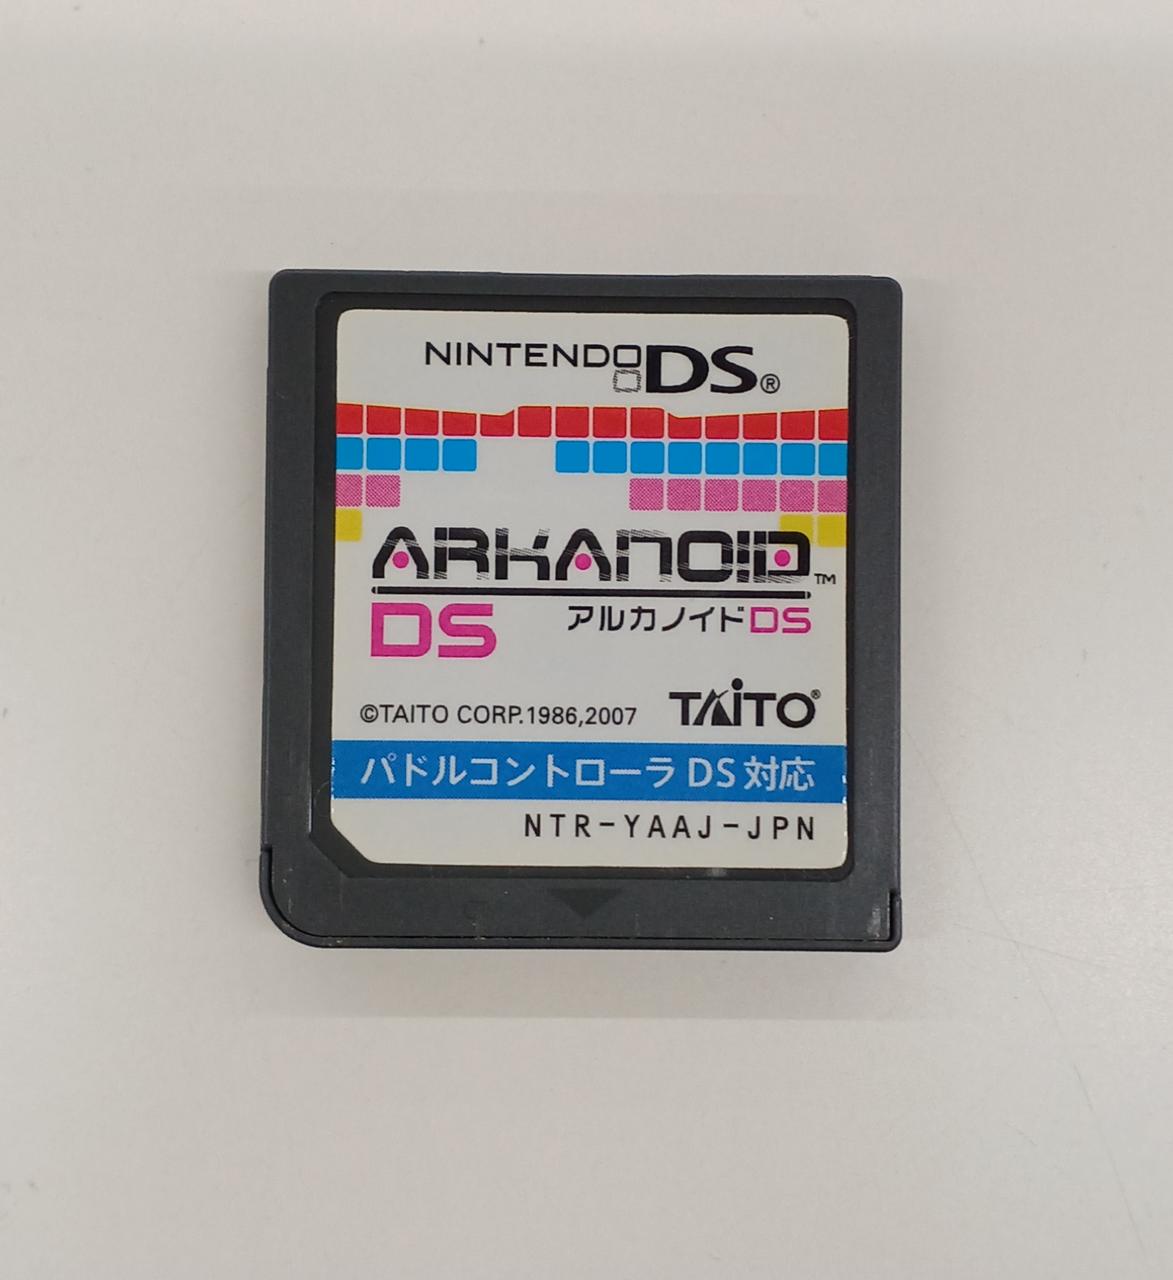 NINTENDO DS®
ARKANOID™
DS アルカノイドDS
©TAITO CORP.1986,2007 TAITO®
パドルコントローラ DS 対応
NTR-YAAJ-JPN